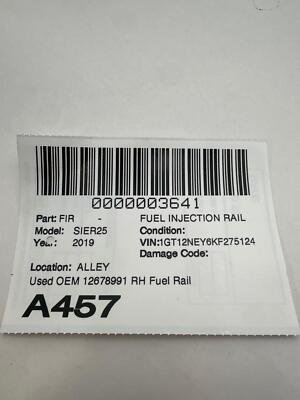 0000003641
Part: FIR - FUEL INJECTION RAIL
Model: SIER25 Condition:
Year: 2019 VIN:1GT12NEY6KF275124
Damage Code:
Location: ALLEY
Used OEM 12678991 RH Fuel Rail
A457